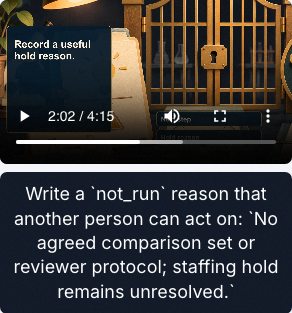 Record a useful
hold reason.
2:02 / 4:15
Write a `not_run` reason that
another person can act on: `No
agreed comparison set or
reviewer protocol; staffing hold
remains unresolved.`